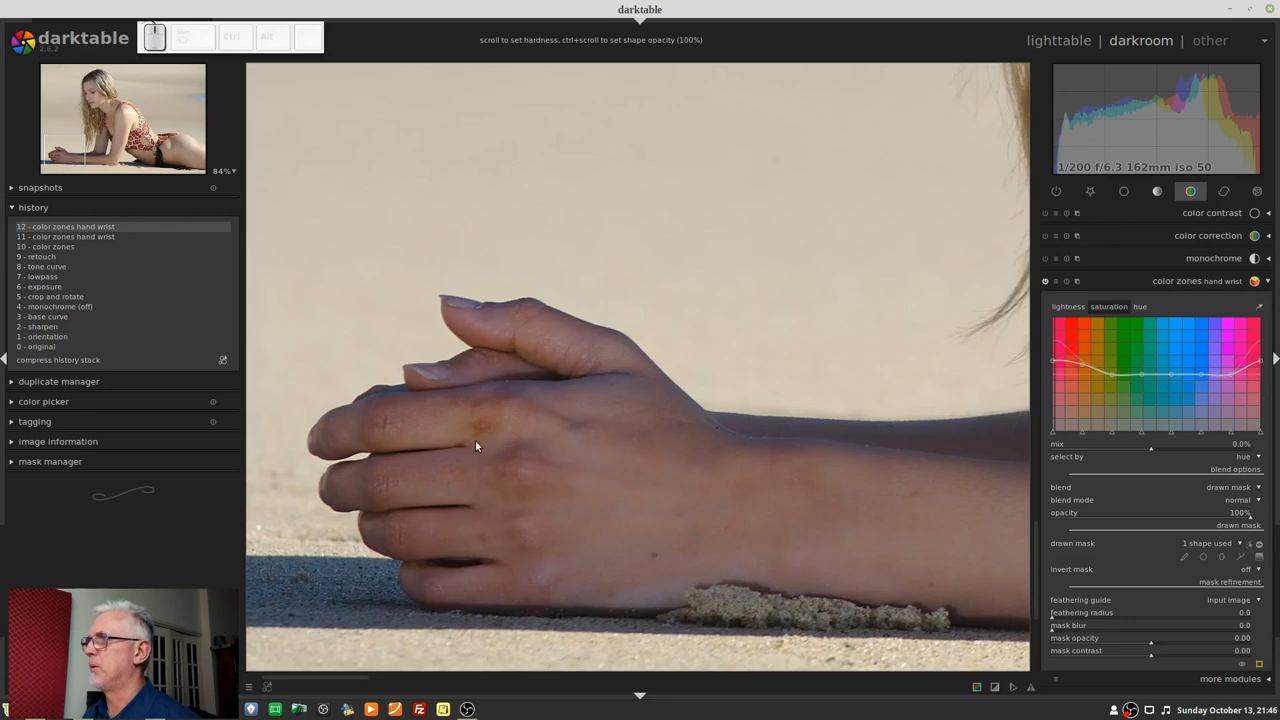 darktable
darktable
2.6.2
Ctrl
Alt
scroll to set hardness, ctrl+scroll to set shape opacity (100%)
lighttable | darkroom | other
84%
1/200 f/6.3 162mm iso 50
snapshots
history
12 - color zones hand wrist
11 - color zones hand wrist
10 - color zones
9 - retouch
8 - tone curve
7 - lowpass
6 - exposure
5 - crop and rotate
4 - monochrome (off)
3 - base curve
2 - sharpen
1 - orientation
0 - original
compress history stack
duplicate manager
color picker
tagging
image information
mask manager
color contrast
color correction
monochrome
color zones hand wrist
lightness saturation hue
mix 0.0%
select by hue
blend options
blend drawn mask
blend mode normal
opacity 100%
drawn mask
drawn mask 1 shape used
invert mask off
mask refinement
feathering guide input image
feathering radius 0.0
mask blur 0.0
mask opacity 0.00
mask contrast 0.00
more modules
Sunday October 13, 21:46